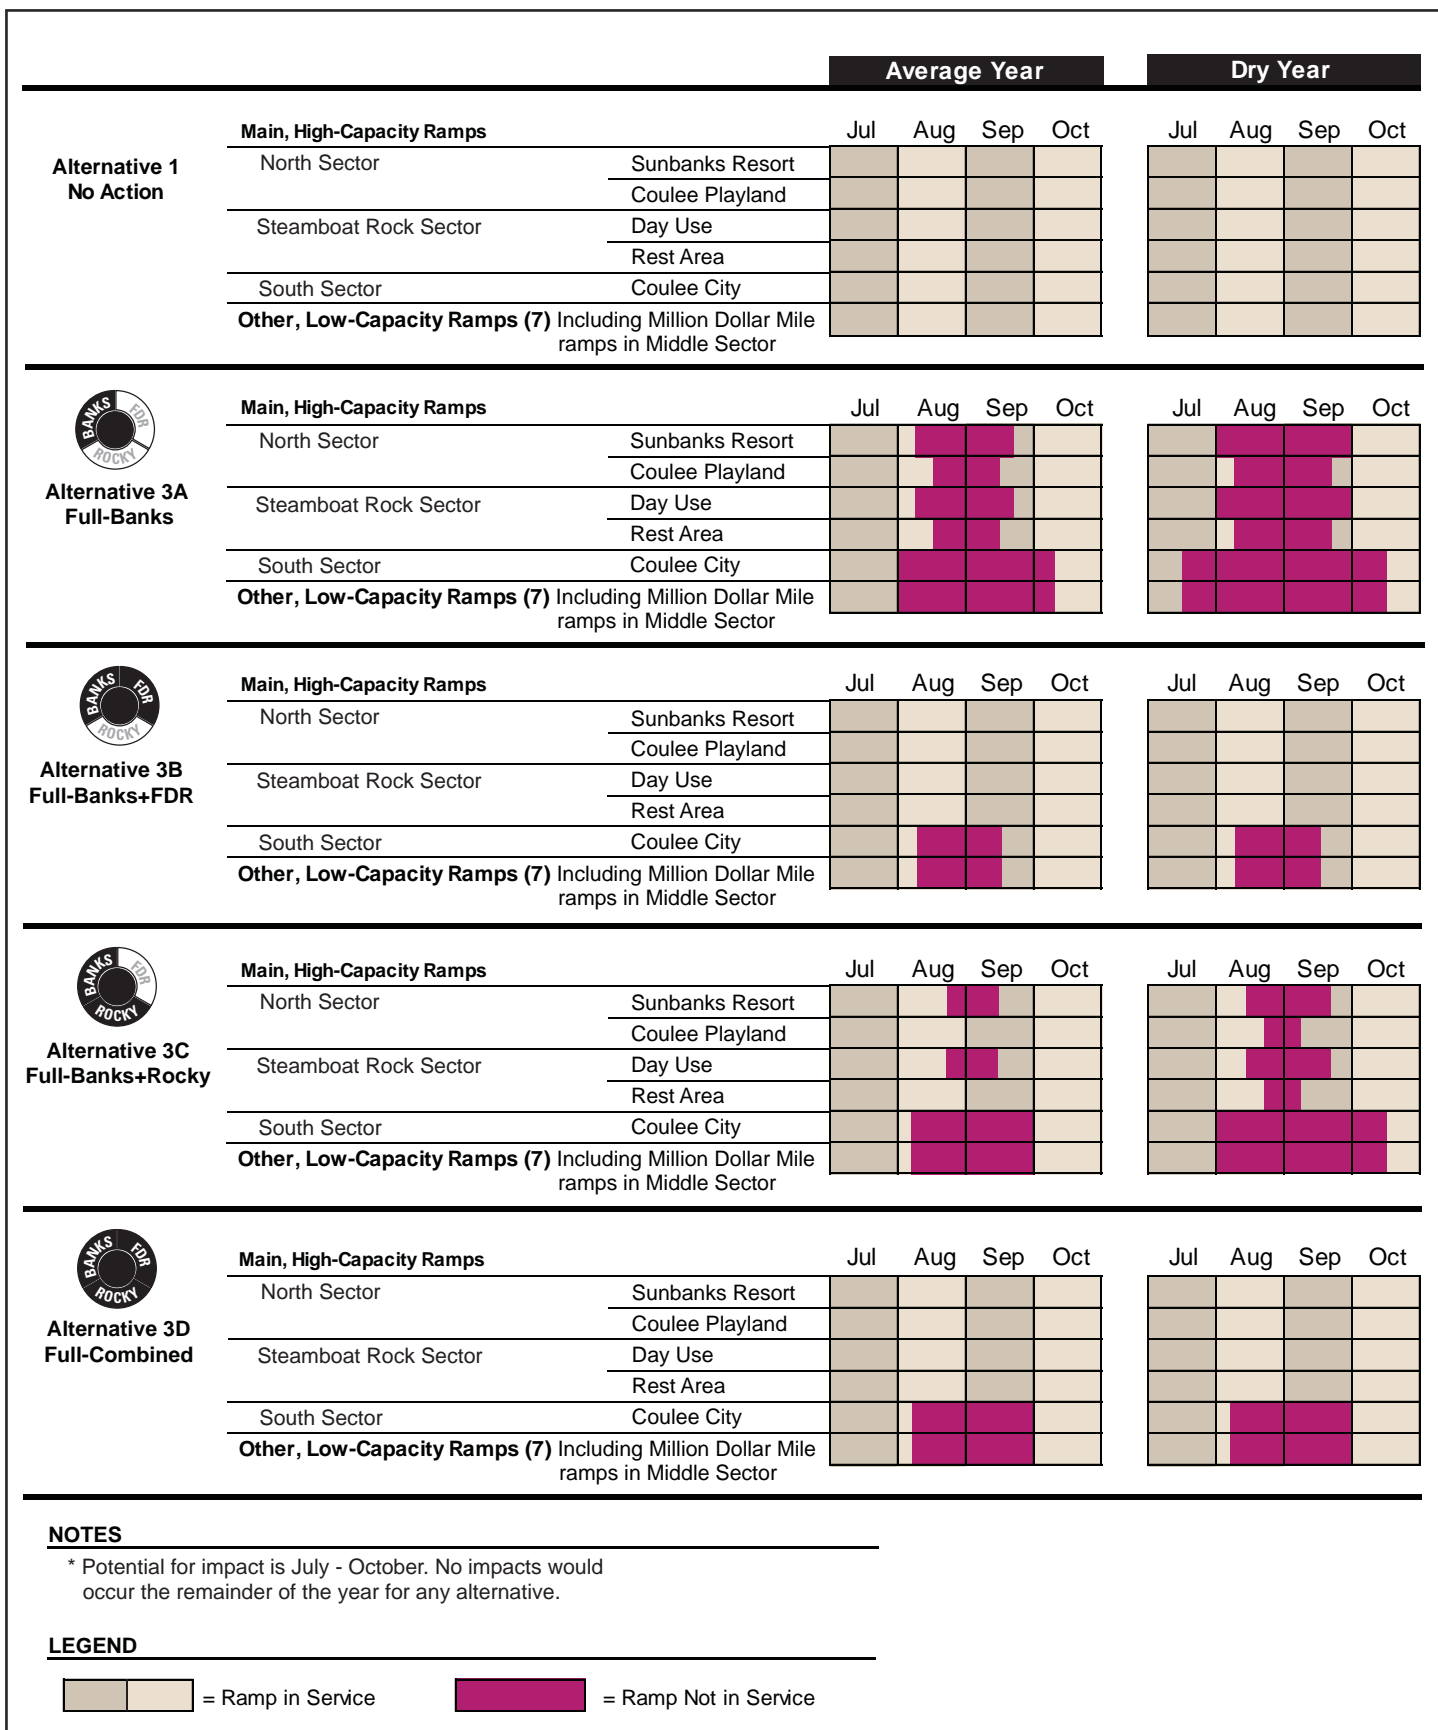 Average Year Dry Year
Main, High-Capacity Ramps Jul Aug Sep Oct Jul Aug Sep Oct
Alternative 1
No Action
North Sector Sunbanks Resort
Coulee Playland
Steamboat Rock Sector Day Use
Rest Area
South Sector Coulee City
Other, Low-Capacity Ramps (7) Including Million Dollar Mile
ramps in Middle Sector
BANKS FDR ROCKY
Alternative 3A
Full-Banks
Main, High-Capacity Ramps Jul Aug Sep Oct Jul Aug Sep Oct
North Sector Sunbanks Resort
Coulee Playland
Steamboat Rock Sector Day Use
Rest Area
South Sector Coulee City
Other, Low-Capacity Ramps (7) Including Million Dollar Mile
ramps in Middle Sector
BANKS FDR ROCKY
Alternative 3B
Full-Banks+FDR
Main, High-Capacity Ramps Jul Aug Sep Oct Jul Aug Sep Oct
North Sector Sunbanks Resort
Coulee Playland
Steamboat Rock Sector Day Use
Rest Area
South Sector Coulee City
Other, Low-Capacity Ramps (7) Including Million Dollar Mile
ramps in Middle Sector
BANKS FDR ROCKY
Alternative 3C
Full-Banks+Rocky
Main, High-Capacity Ramps Jul Aug Sep Oct Jul Aug Sep Oct
North Sector Sunbanks Resort
Coulee Playland
Steamboat Rock Sector Day Use
Rest Area
South Sector Coulee City
Other, Low-Capacity Ramps (7) Including Million Dollar Mile
ramps in Middle Sector
BANKS FDR ROCKY
Alternative 3D
Full-Combined
Main, High-Capacity Ramps Jul Aug Sep Oct Jul Aug Sep Oct
North Sector Sunbanks Resort
Coulee Playland
Steamboat Rock Sector Day Use
Rest Area
South Sector Coulee City
Other, Low-Capacity Ramps (7) Including Million Dollar Mile
ramps in Middle Sector
NOTES
* Potential for impact is July - October. No impacts would
occur the remainder of the year for any alternative.
LEGEND
= Ramp in Service = Ramp Not in Service